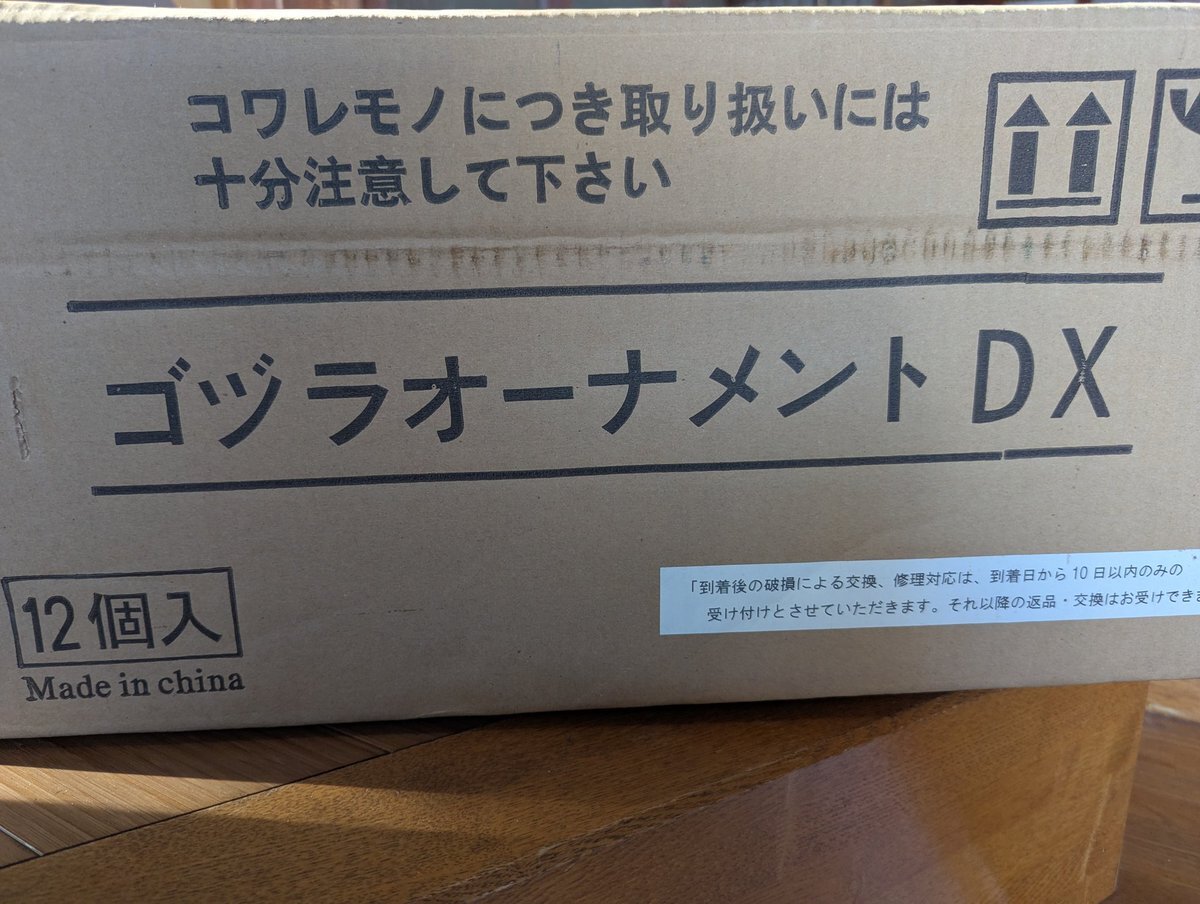 コワレモノにつき取り扱いには
十分注意して下さい
ゴヅラオーナメントDX
12個入
Made in china
「到着後の破損による交換、修理対応は、到着日から10日以内のみの
受け付けとさせていただきます。それ以降の返品・交換はお受けできま